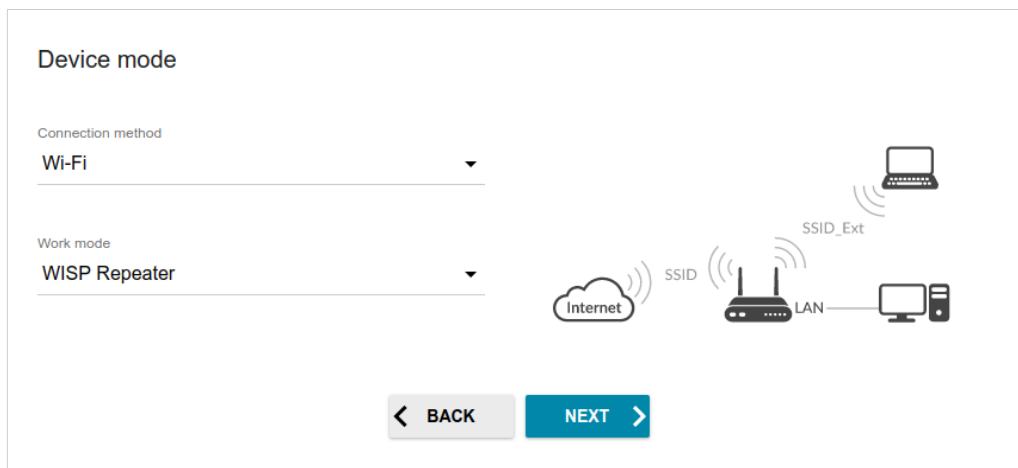 Device mode
Connection method
Wi-Fi
Work mode
WISP Repeater
SSID_Ext
SSID
Internet
LAN
BACK
NEXT